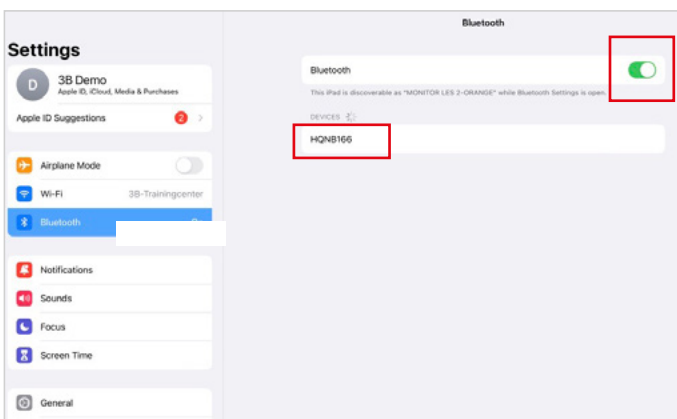 Bluetooth
Settings
D
3B Demo
Apple ID, iCloud, Media & Purchases
Apple ID Suggestions
2
Airplane Mode
Wi-Fi
3B-Trainingcenter
Bluetooth
Notifications
Sounds
Focus
Screen Time
General
Bluetooth
This iPad is discoverable as "MONITOR LES 2-ORANGE" while Bluetooth Settings is open.
DEVICES
HQNB166